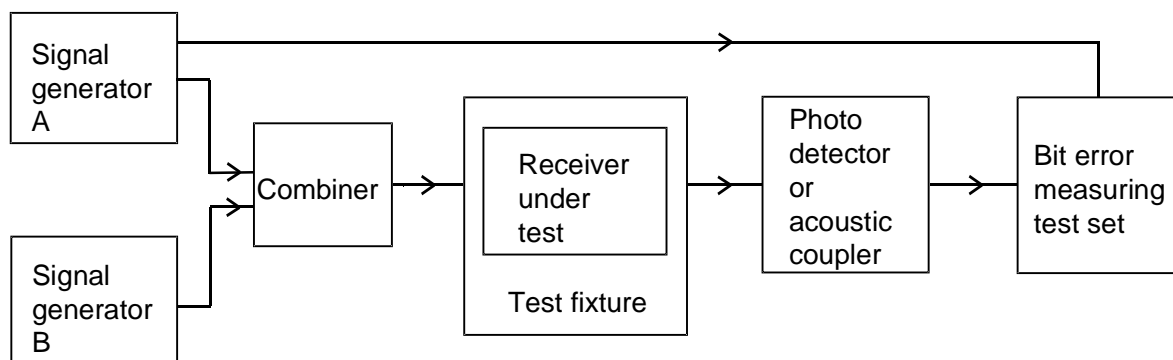 Signal
generator
A
Combiner
Signal
generator
B
Receiver
under
test
Test fixture
Photo
detector
or
acoustic
coupler
Bit error
measuring
test set